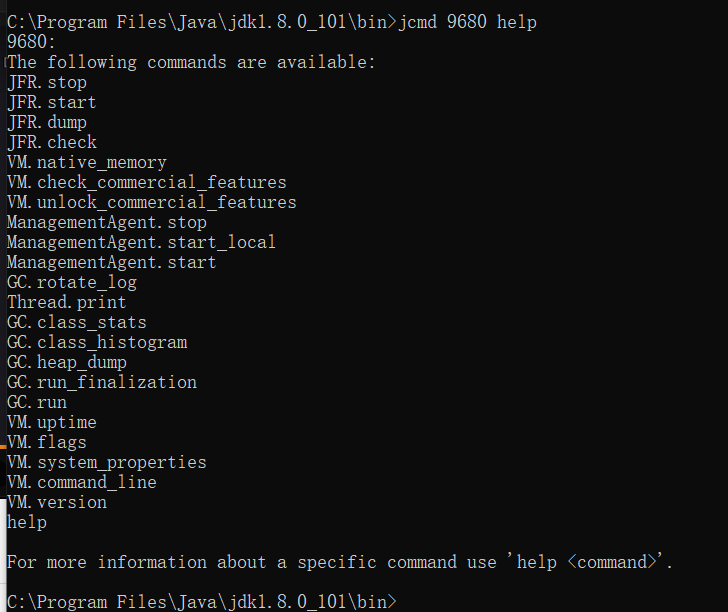 C:\Program Files\Java\jdk1.8.0_101\bin>jcmd 9680 help
9680:
The following commands are available:
JFR.stop
JFR.start
JFR.dump
JFR.check
VM.native_memory
VM.check_commercial_features
VM.unlock_commercial_features
ManagementAgent.stop
ManagementAgent.start_local
ManagementAgent.start
GC.rotate_log
Thread.print
GC.class_stats
GC.class_histogram
GC.heap_dump
GC.run_finalization
GC.run
VM.uptime
VM.flags
VM.system_properties
VM.command_line
VM.version
help
For more information about a specific command use 'help <command>'.
C:\Program Files\Java\jdk1.8.0_101\bin>